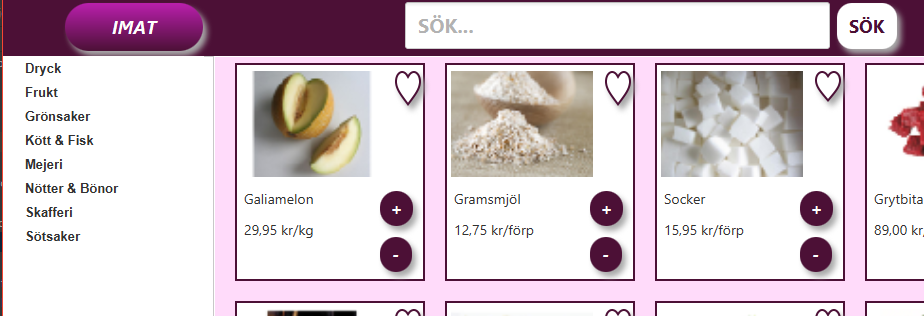 IMAT
SÖK...
SÖK
Dryck
Frukt
Grönsaker
Kött & Fisk
Mejeri
Nötter & Bönor
Skafferi
Sötsaker
Galiamelon
+
29,95 kr/kg
-
Gramsmjöl
+
12,75 kr/förp
-
Socker
+
15,95 kr/förp
-
Grytbita
89,00 kr/